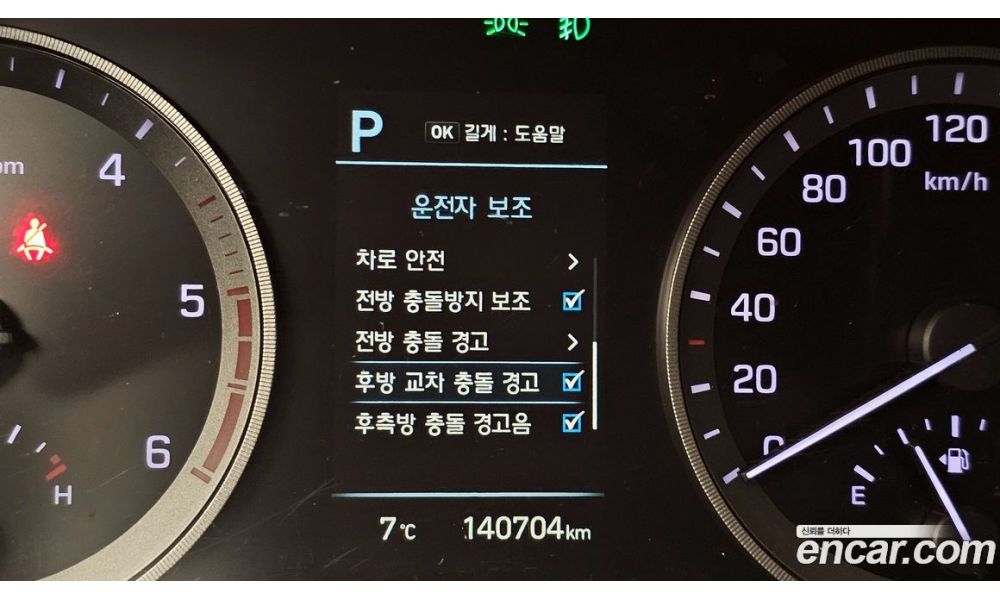 P
OK 길게 : 도움말
운전자 보조
차로 안전
전방 충돌방지 보조
전방 충돌 경고
후방 교차 충돌 경고
후측방 충돌 경고음
7℃ 140704km
4
5
6
H
0
20
40
60
80
100
120
km/h
E
신뢰를 더하다
encar.com